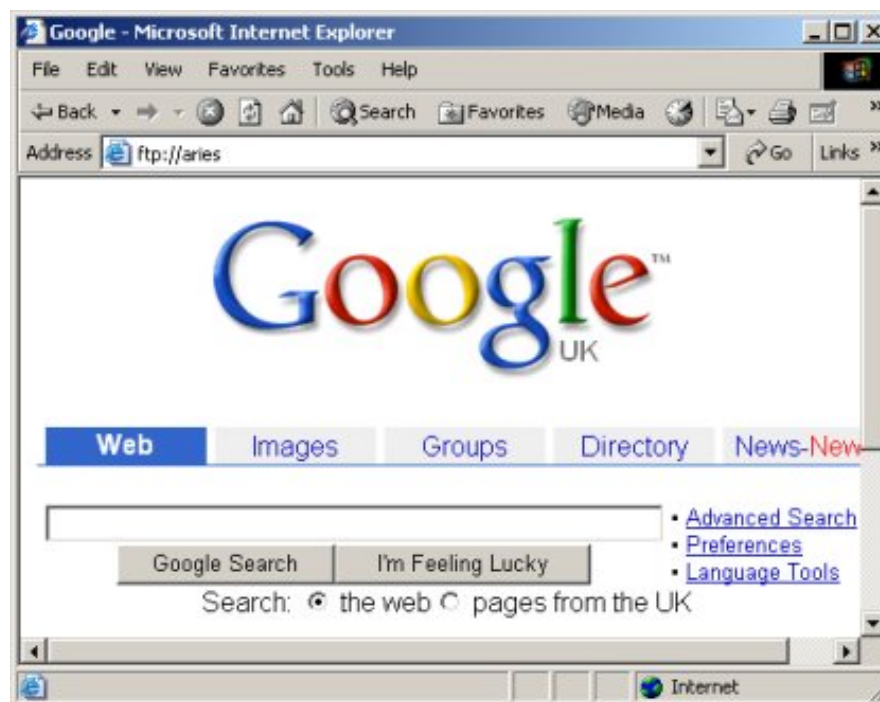 Google - Microsoft Internet Explorer
File Edit View Favorites Tools Help
Back Search Favorites Media »
Address ftp://aries Go Links »
Google™
UK
Web Images Groups Directory News-New
• Advanced Search
• Preferences
• Language Tools
Google Search I'm Feeling Lucky
Search: the web pages from the UK
Internet